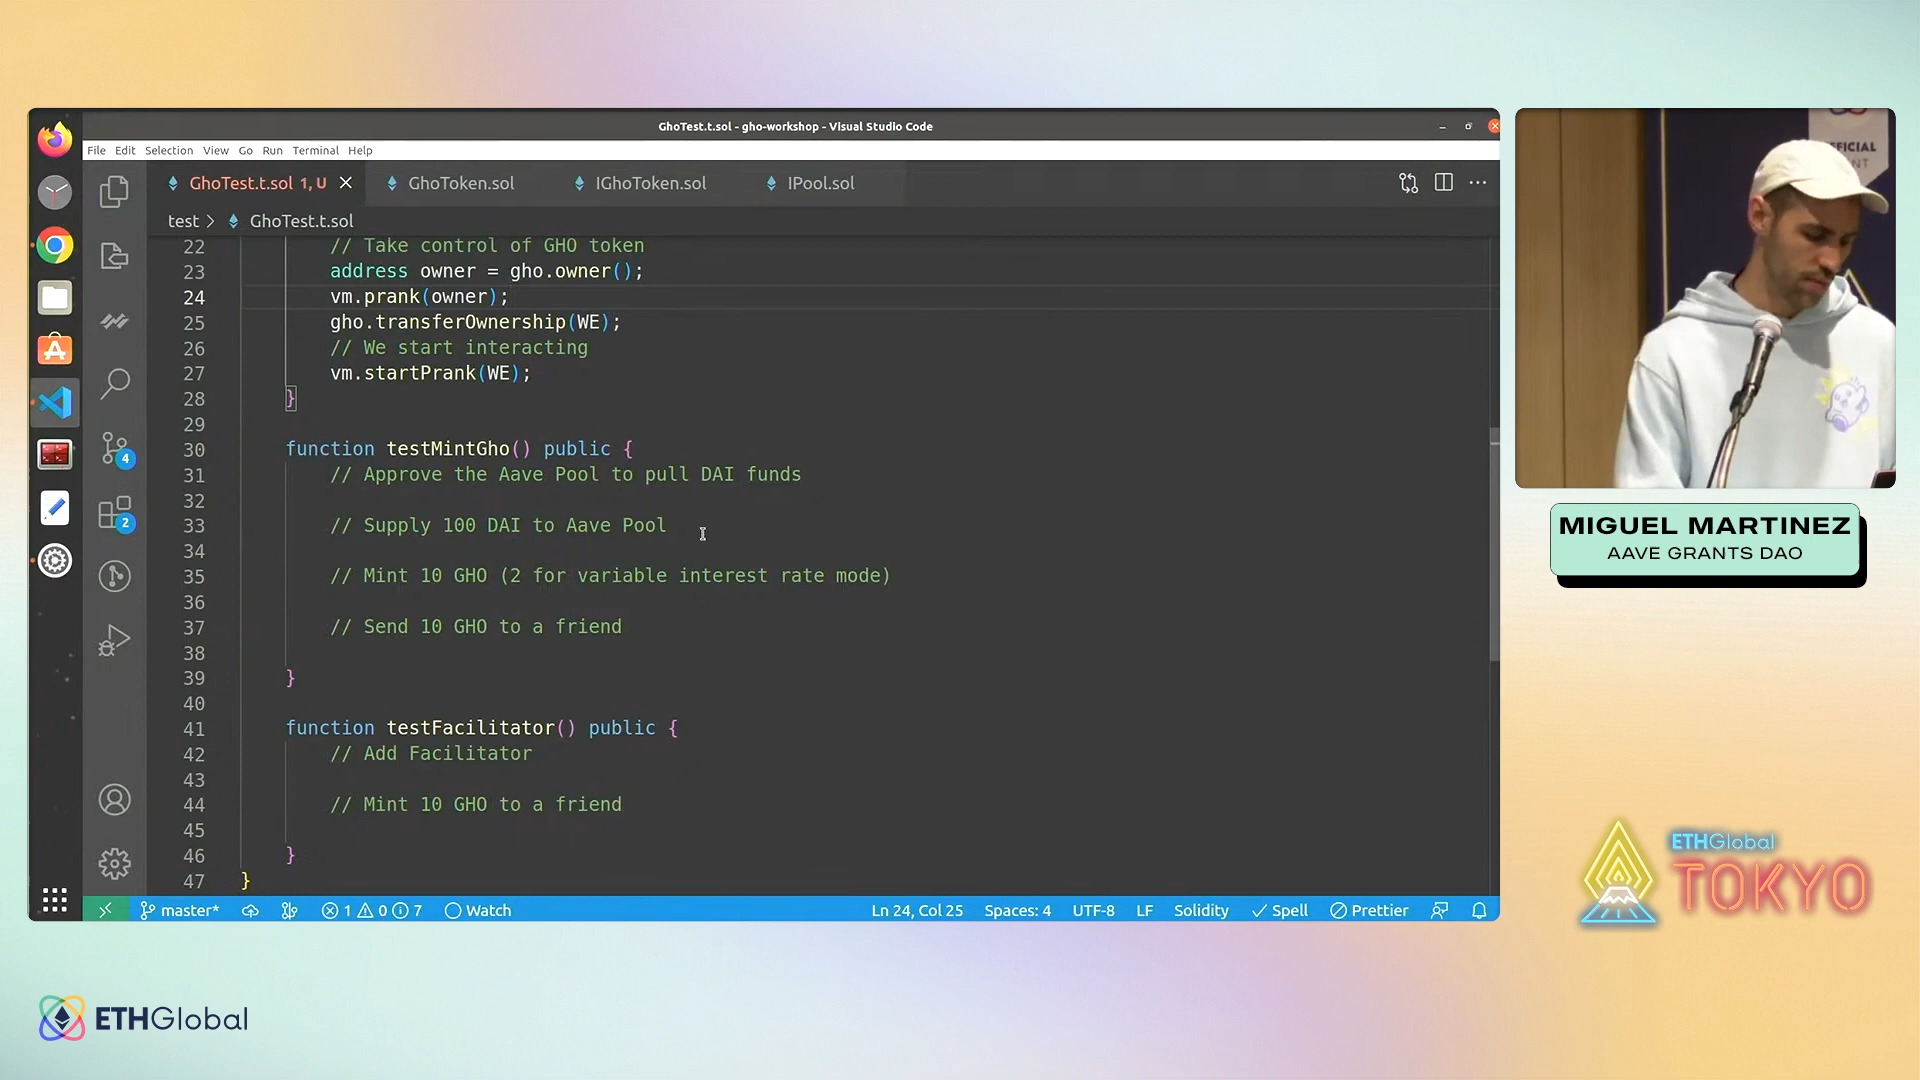 GhoTest.t.sol - gho-workshop - Visual Studio Code
File Edit Selection View Go Run Terminal Help
GhoTest.t.sol 1, U GhoToken.sol IGhoToken.sol IPool.sol
test > GhoTest.t.sol
22 // Take control of GHO token
23 address owner = gho.owner();
24 vm.prank(owner);
25 gho.transferOwnership(WE);
26 // We start interacting
27 vm.startPrank(WE);
28 }
29
30 function testMintGho() public {
31 // Approve the Aave Pool to pull DAI funds
32
33 // Supply 100 DAI to Aave Pool
34
35 // Mint 10 GHO (2 for variable interest rate mode)
36
37 // Send 10 GHO to a friend
38
39 }
40
41 function testFacilitator() public {
42 // Add Facilitator
43
44 // Mint 10 GHO to a friend
45
46 }
47 }
4
2
master* 1 0 7 Watch Ln 24, Col 25 Spaces: 4 UTF-8 LF Solidity Spell Prettier
MIGUEL MARTINEZ
AAVE GRANTS DAO
ETHGlobal
TOKYO
ETHGlobal